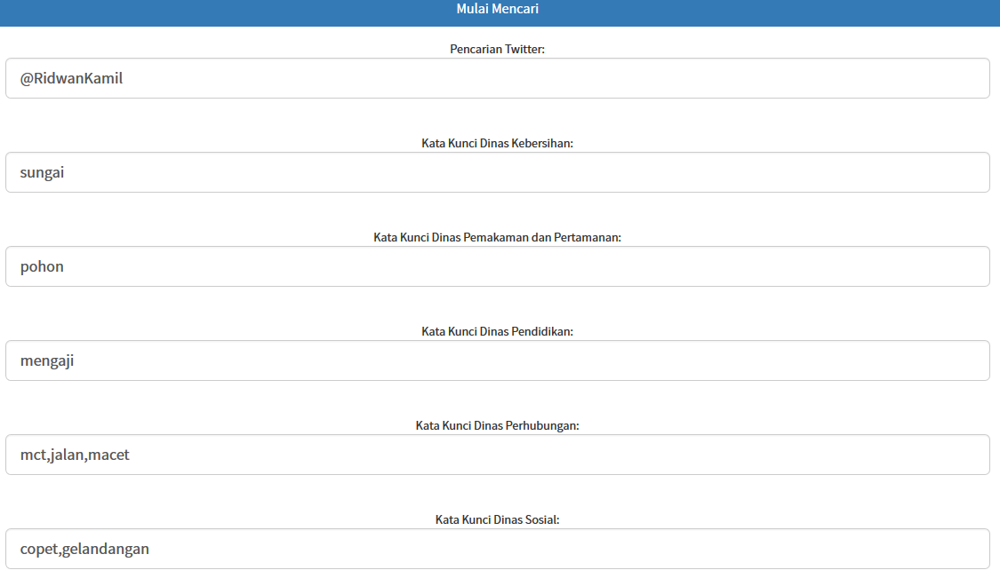 Mulai Mencari
Pencarian Twitter:
@RidwanKamil
Kata Kunci Dinas Kebersihan:
sungai
Kata Kunci Dinas Pemakaman dan Pertamanan:
pohon
Kata Kunci Dinas Pendidikan:
mengaji
Kata Kunci Dinas Perhubungan:
mct,jalan,macet
Kata Kunci Dinas Sosial:
copet,gelandangan